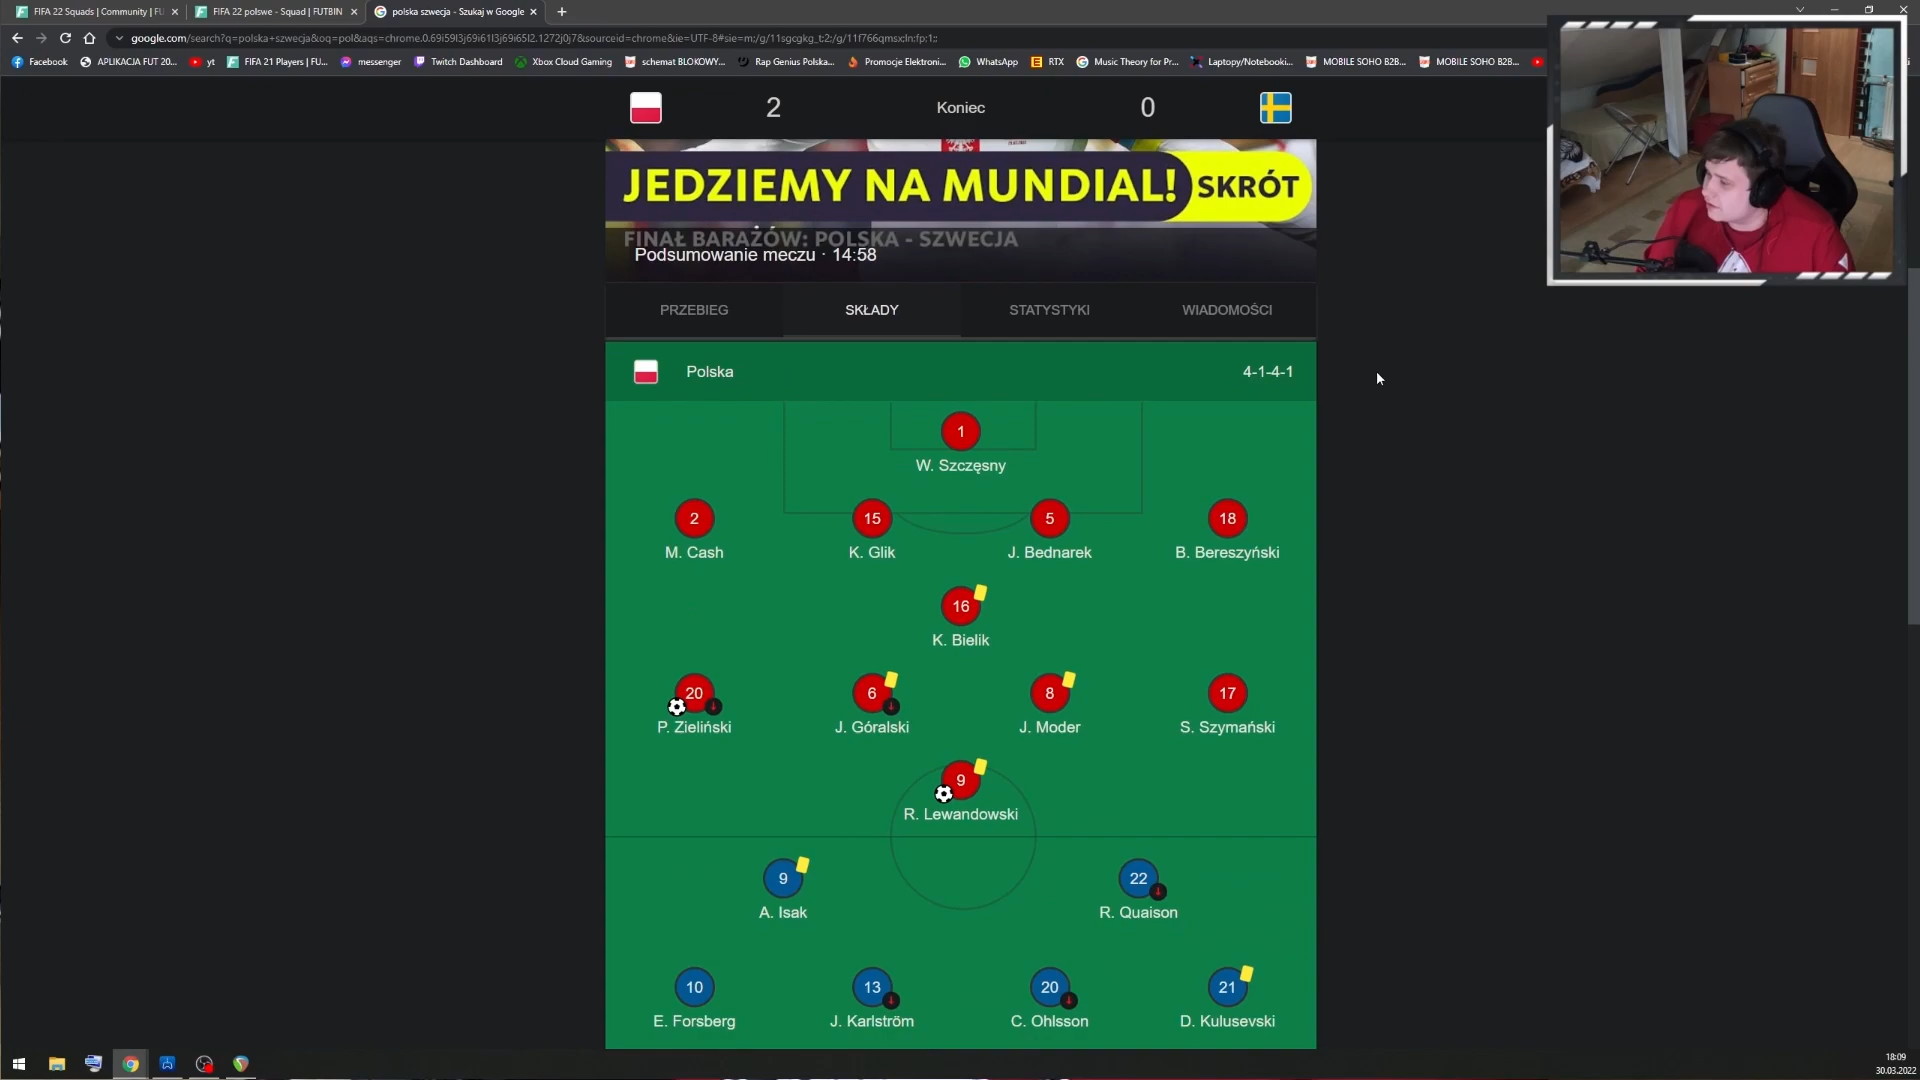 FIFA 22 Squads | Community | FU
FIFA 22 polswe - Squad | FUTBIN
polska szwecja - Szukaj w Google
google.com/search?q=polska+szwecja&oq=pol&aqs=chrome.0.69i59l3j69i61l3j69i65l2.1272j0j7&sourceid=chrome&ie=UTF-8#sie=m;/g/11sgcgkg_t;2;/g/11f766qmsx;ln;fp;1;;
Facebook
APLIKACJA FUT 20...
yt
FIFA 21 Players | FU...
messenger
Twitch Dashboard
Xbox Cloud Gaming
schemat BLOKOWY...
Rap Genius Polska...
Promocje Elektroni...
WhatsApp
RTX
Music Theory for Pr...
Laptopy/Notebooki...
MOBILE SOHO B2B...
MOBILE SOHO B2B...
2 Koniec 0
JEDZIEMY NA MUNDIAL! SKRÓT
FINAŁ BARAŻÓW: POLSKA - SZWECJA
Podsumowanie meczu · 14:58
PRZEBIEG SKŁADY STATYSTYKI WIADOMOŚCI
Polska 4-1-4-1
1
W. Szczęsny
2 15 5 18
M. Cash K. Glik J. Bednarek B. Bereszyński
16
K. Bielik
20 6 8 17
P. Zieliński J. Góralski J. Moder S. Szymański
9
R. Lewandowski
9 22
A. Isak R. Quaison
10 13 20 21
E. Forsberg J. Karlström C. Ohlsson D. Kulusevski
18:09
30.03.2022